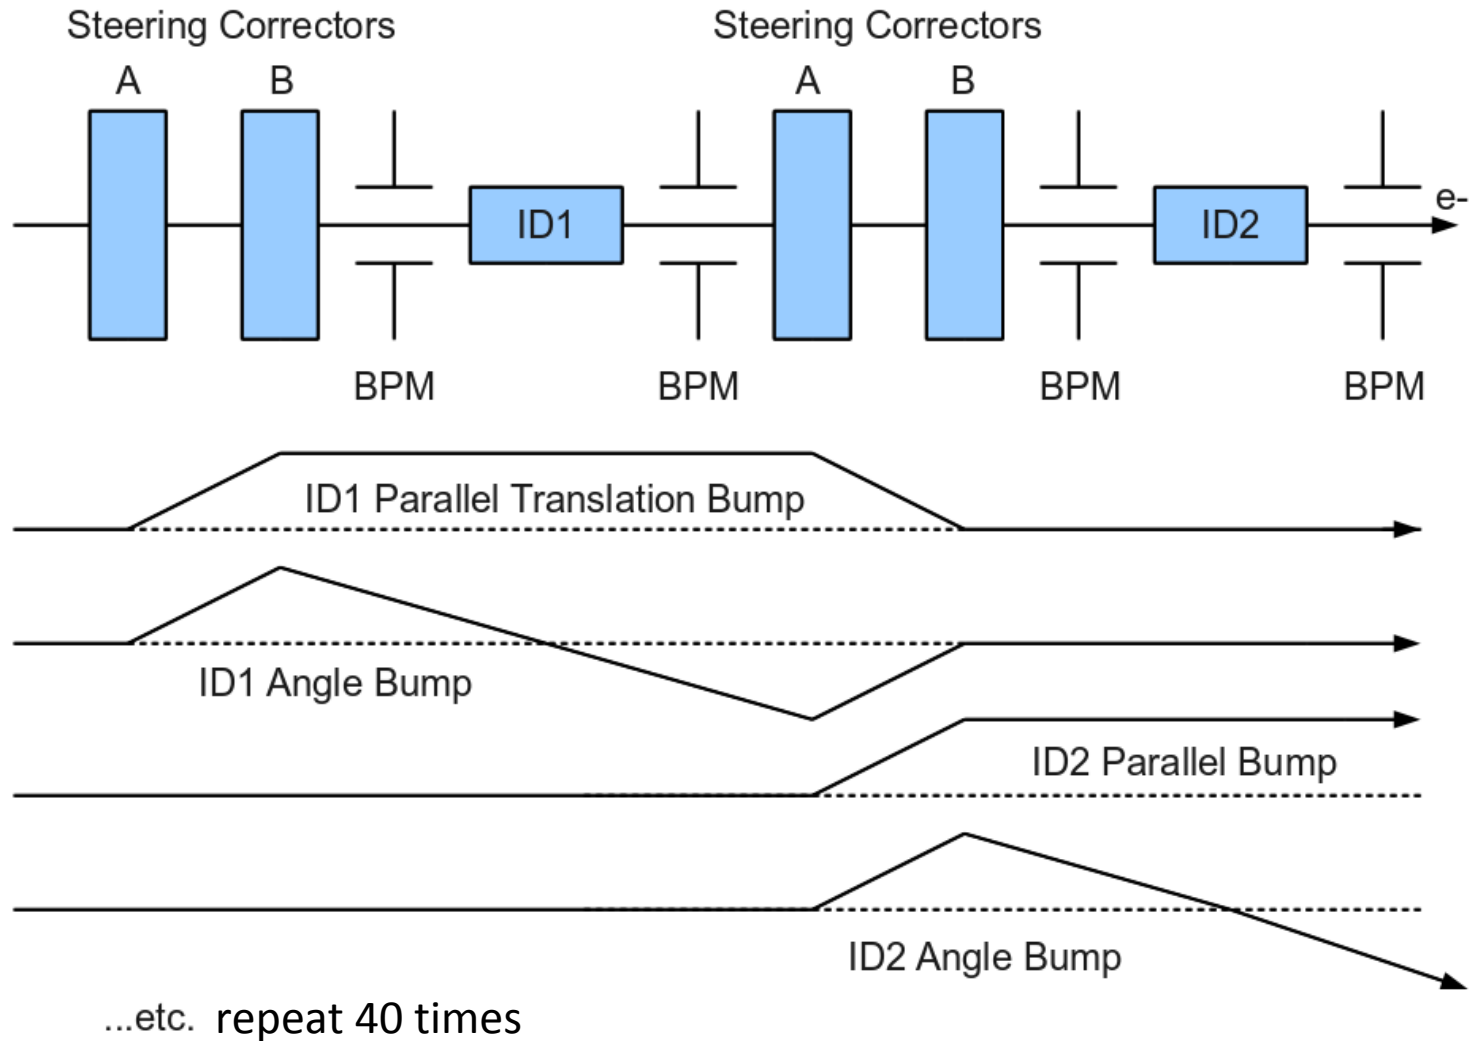 Steering Correctors Steering Correctors
A B A B
ID1 ID2 e-
BPM BPM BPM BPM
ID1 Parallel Translation Bump
ID1 Angle Bump
ID2 Parallel Bump
ID2 Angle Bump
...etc. repeat 40 times